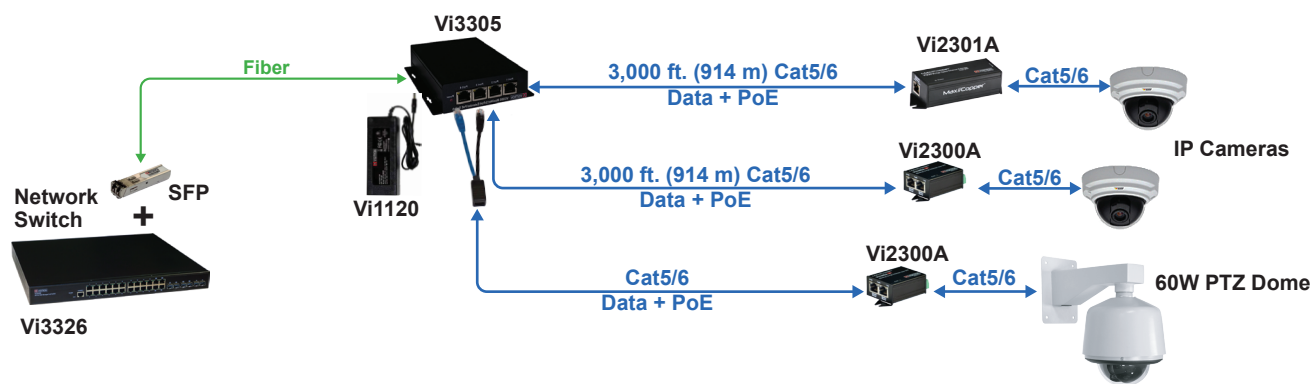 Vi3305
Vi2301A
Fiber
3,000 ft. (914 m) Cat5/6
Data + PoE
Cat5/6
MaxiiCopper
IP Cameras
Vi2300A
3,000 ft. (914 m) Cat5/6
Data + PoE
Cat5/6
Vi1120
SFP
Network
Switch
+
Vi3326
Vi2300A
Cat5/6
Data + PoE
Cat5/6
60W PTZ Dome